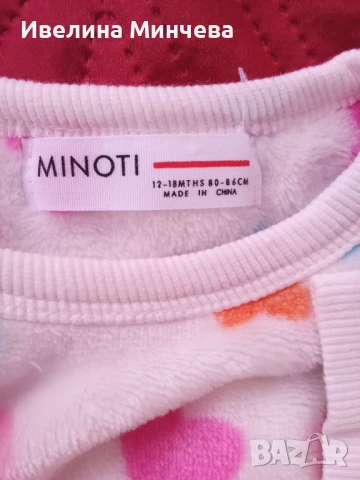 Ивелина Минчева
MINOTI
12-18MTHS 80-86CM
MADE IN CHINA
BAZAR